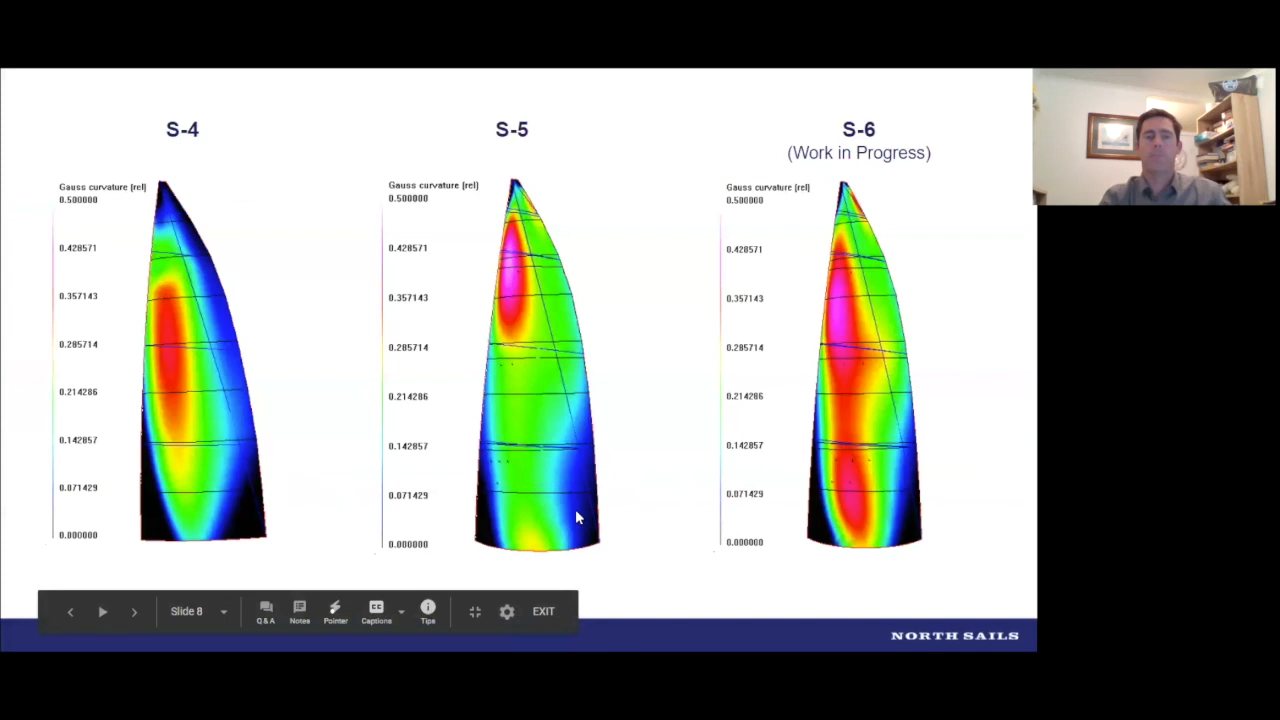 S-4
Gauss curvature [rel]
0.500000
0.428571
0.357143
0.285714
0.214286
0.142857
0.071429
0.000000
S-5
Gauss curvature [rel]
0.500000
0.428571
0.357143
0.285714
0.214286
0.142857
0.071429
0.000000
S-6
(Work in Progress)
Gauss curvature [rel]
0.500000
0.428571
0.357143
0.285714
0.214286
0.142857
0.071429
0.000000
Slide 8
Q & A
Notes
Pointer
CC
Captions
Tips
EXIT
NORTH SAILS